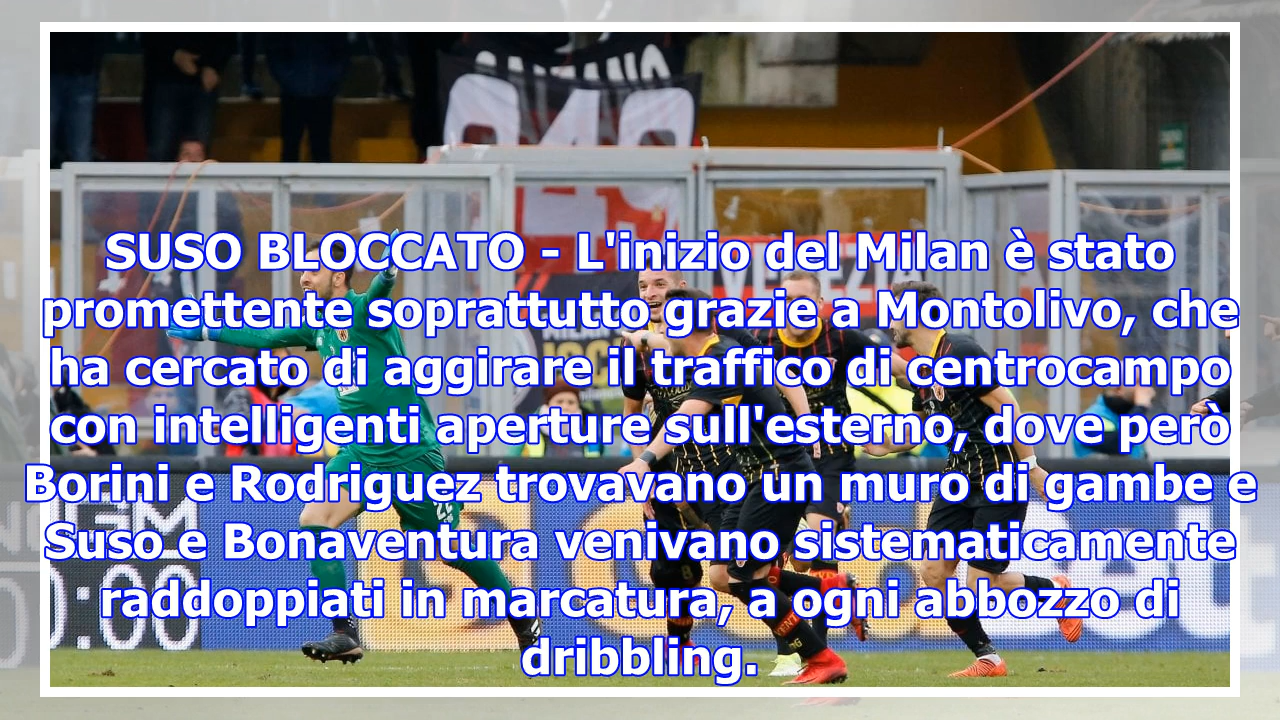 SUSO BLOCCATO - L'inizio del Milan è stato
promettente soprattutto grazie a Montolivo, che
ha cercato di aggirare il traffico di centrocampo
con intelligenti aperture sull'esterno, dove però
Borini e Rodriguez trovavano un muro di gambe e
Suso e Bonaventura venivano sistematicamente
raddoppiati in marcatura, a ogni abbozzo di
dribbling.